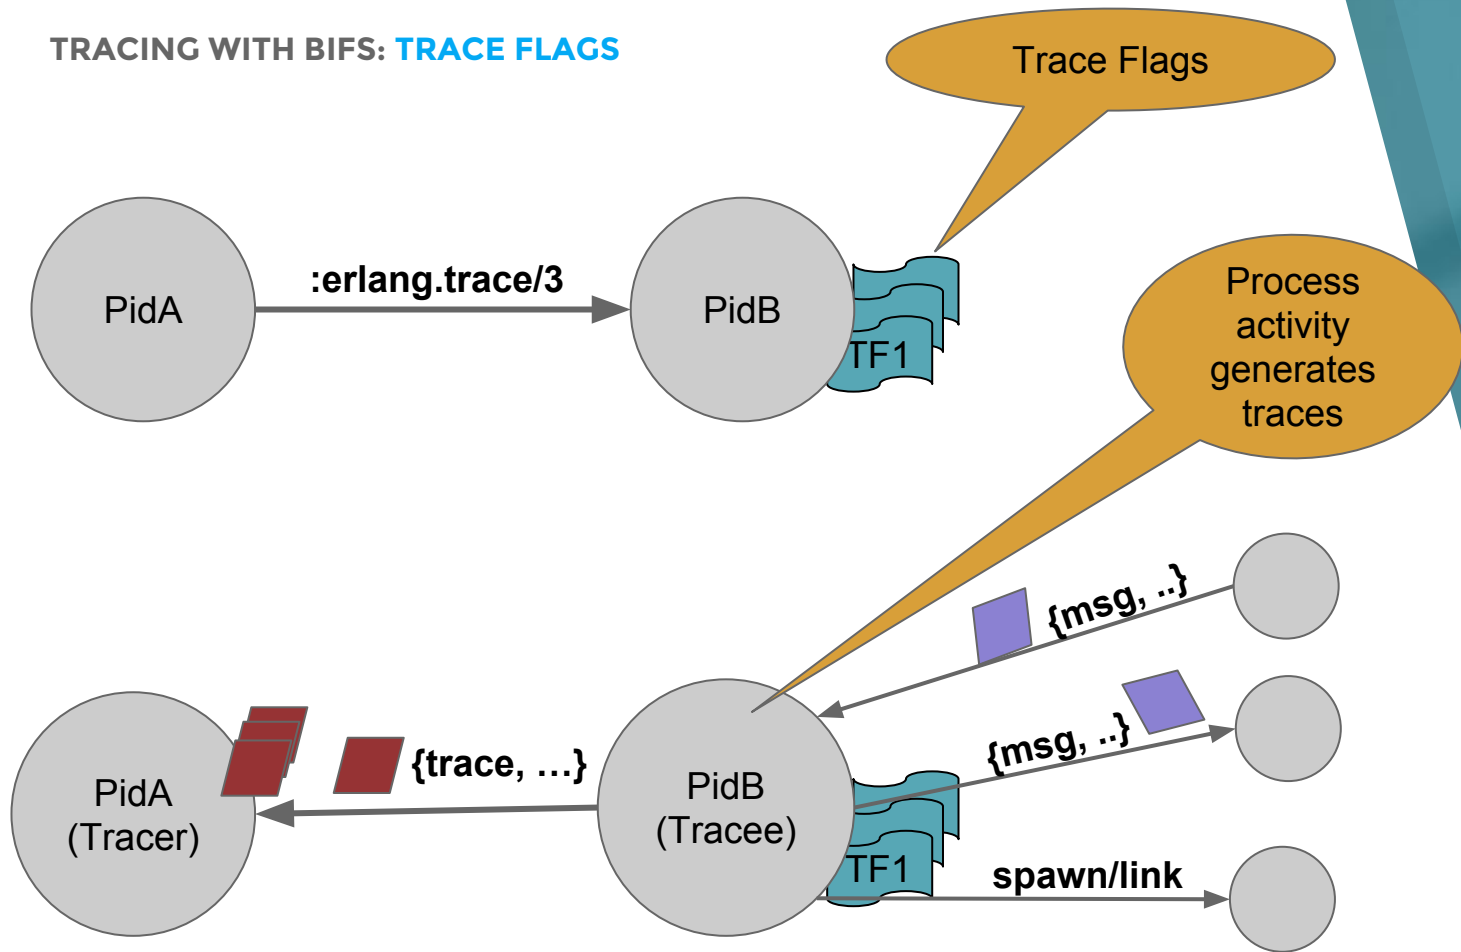 TRACING WITH BIFS: TRACE FLAGS
Trace Flags
:erlang.trace/3
PidA
PidB
TF1
Process
activity
generates
traces
{msg, ..}
{msg, ..}
{trace, ...}
PidA
(Tracer)
PidB
(Tracee)
TF1
spawn/link